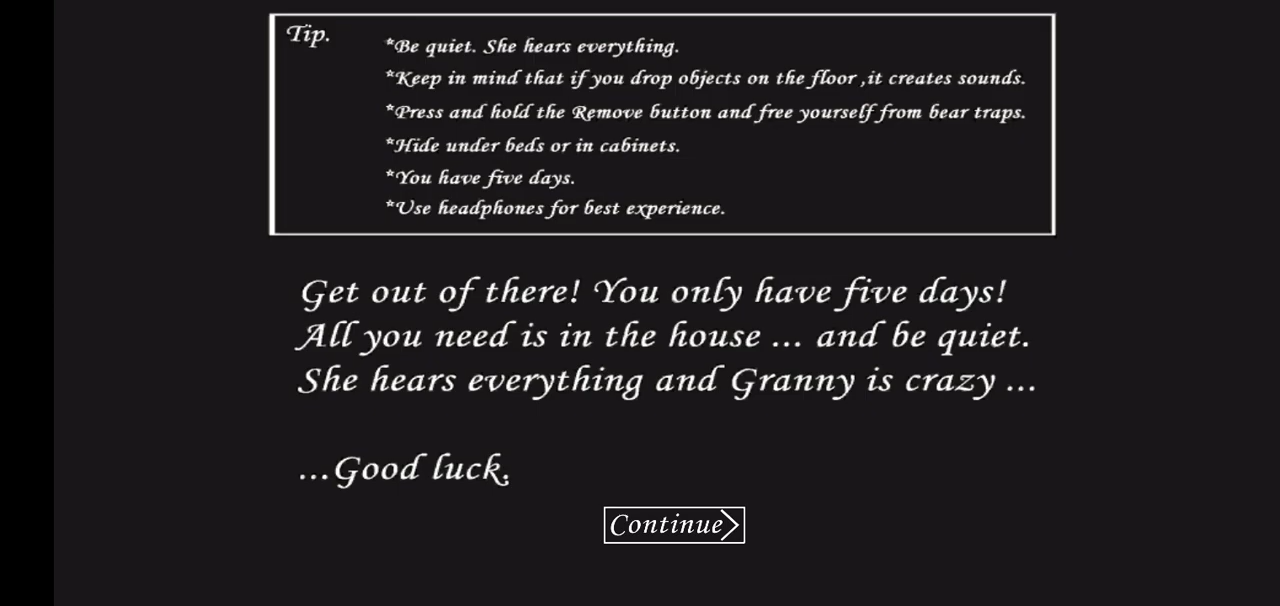 Tip.
*Be quiet. She hears everything.
*Keep in mind that if you drop objects on the floor ,it creates sounds.
*Press and hold the Remove button and free yourself from bear traps.
*Hide under beds or in cabinets.
*You have five days.
*Use headphones for best experience.
Get out of there! You only have five days!
All you need is in the house ... and be quiet.
She hears everything and Granny is crazy ...
...Good luck.
Continue